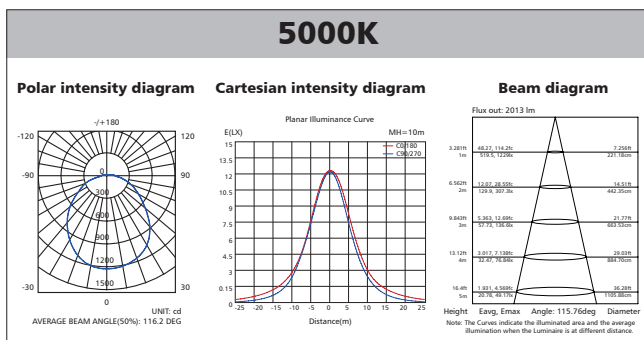 5000K
Polar intensity diagram
Cartesian intensity diagram
Beam diagram
-/+180
-120
120
-90
90
0
300
600
900
1200
1500
-30
30
0
UNIT: cd
AVERAGE BEAM ANGLE(50%): 116.2 DEG
Planar Illuminance Curve
E(LX)
MH=10m
C0/180
C90/270
15
13.5
12
10.5
9
7.5
6
4.5
3
0.15
0
-25
-20
-15
-10
-5
0
5
10
15
20
25
Distance(m)
Flux out: 2013 lm
3.281ft 48.27, 114.2fc 7.256ft
1m 519.5, 1229lx 221.18cm
6.562ft 12.07, 28.55fc 14.51ft
2m 129.9, 307.3lx 442.35cm
9.843ft 5.363, 12.69fc 21.77ft
3m 57.73, 136.6lx 663.53cm
13.12ft 3.017, 7.138fc 29.03ft
4m 32.47, 76.84lx 884.70cm
16.4ft 1.931, 4.569fc 36.28ft
5m 20.78, 49.17lx 1105.88cm
Height Eavg, Emax Angle: 115.76deg Diameter
Note: The Curves indicate the illuminated area and the average
illumination when the Luminaire is at different distance.